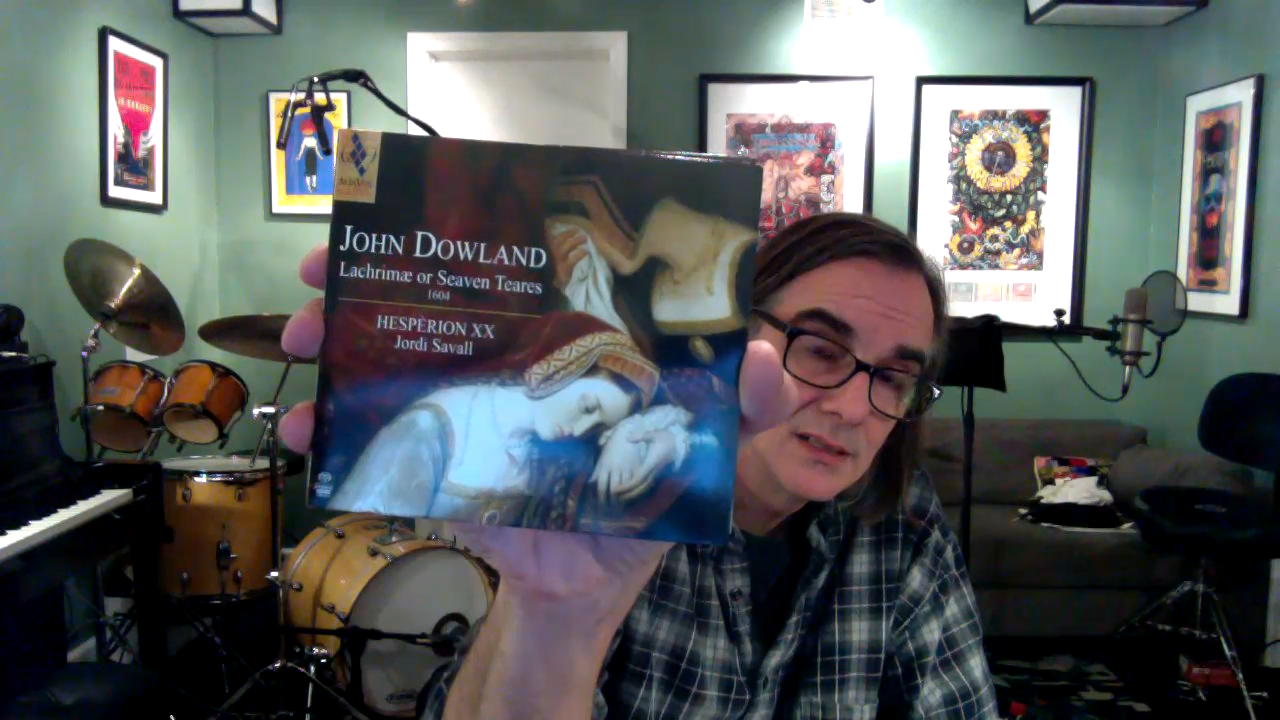 JOHN DOWLAND
Lachrimæ or Seaven Teares
1604
HESPÈRION XX
Jordi Savall